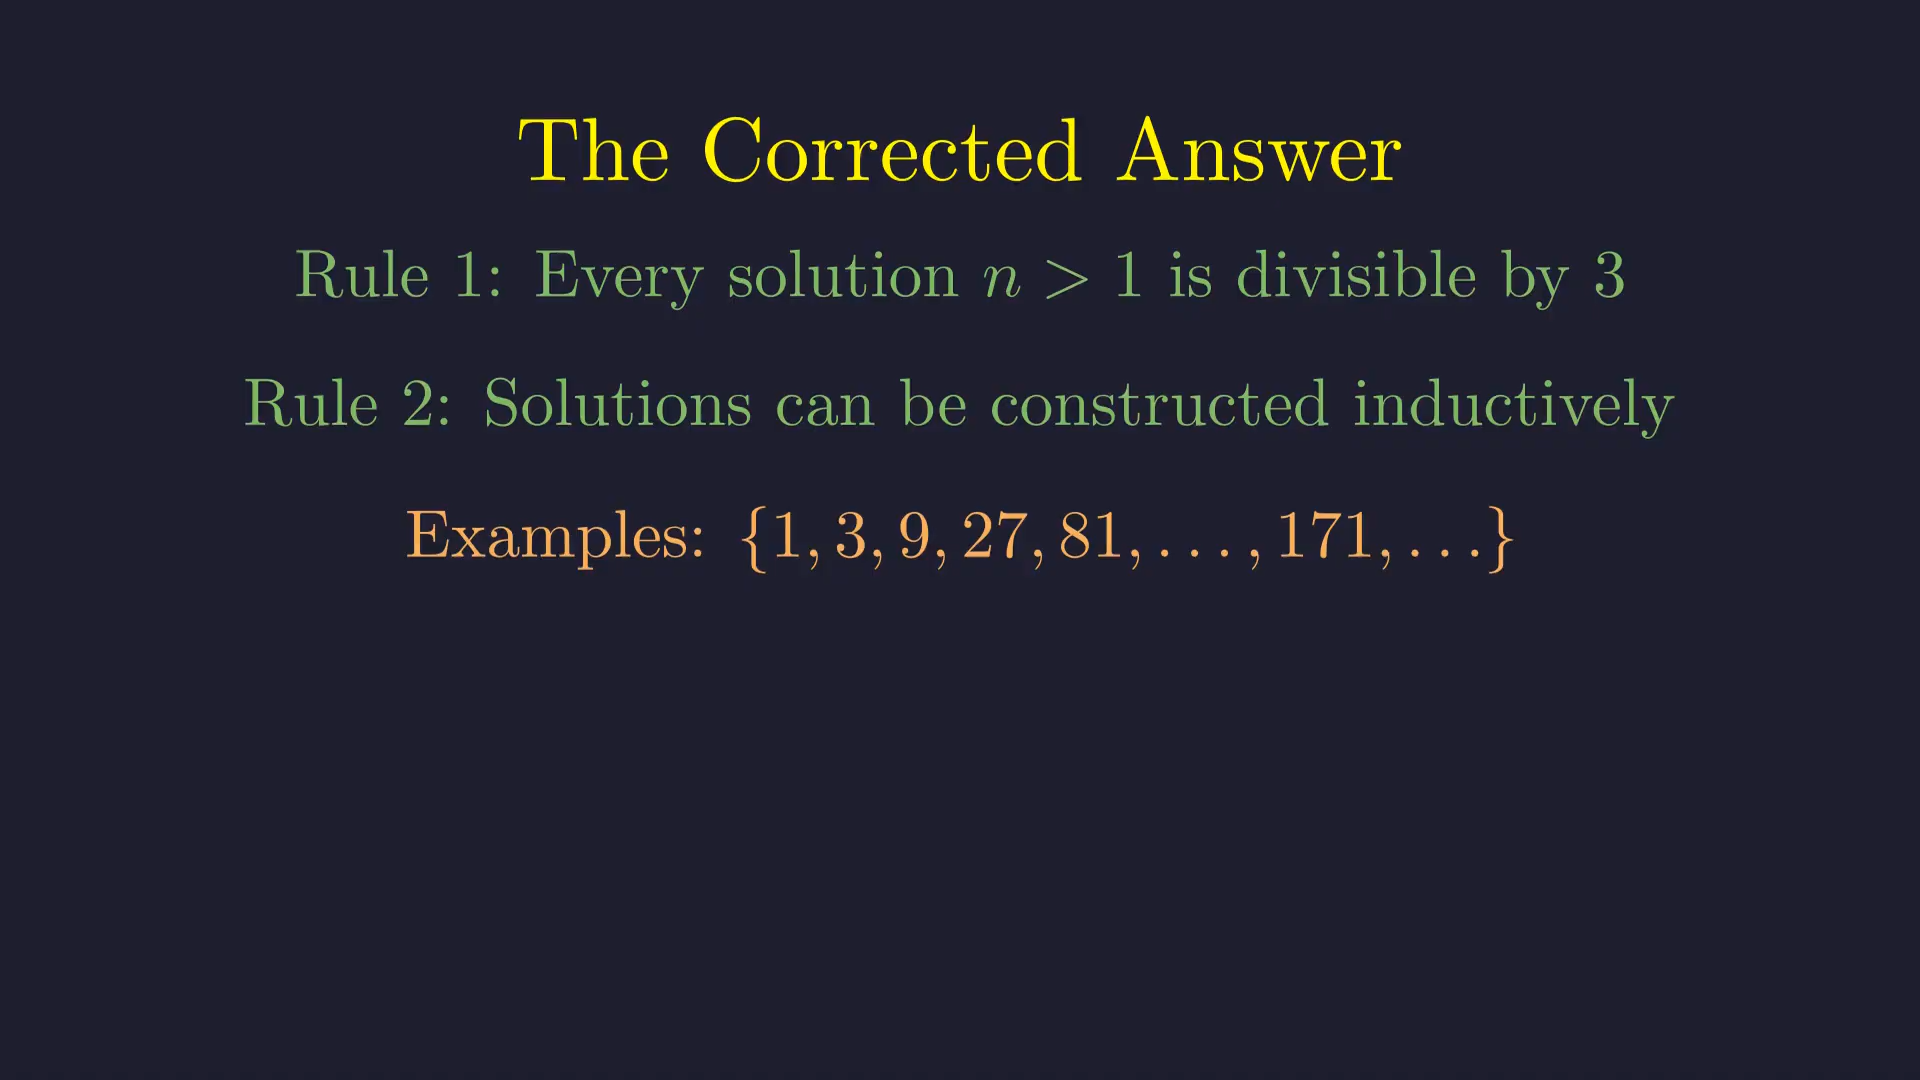 The Corrected Answer
Rule 1: Every solution n > 1 is divisible by 3
Rule 2: Solutions can be constructed inductively
Examples: {1, 3, 9, 27, 81, . . . , 171, . . .}